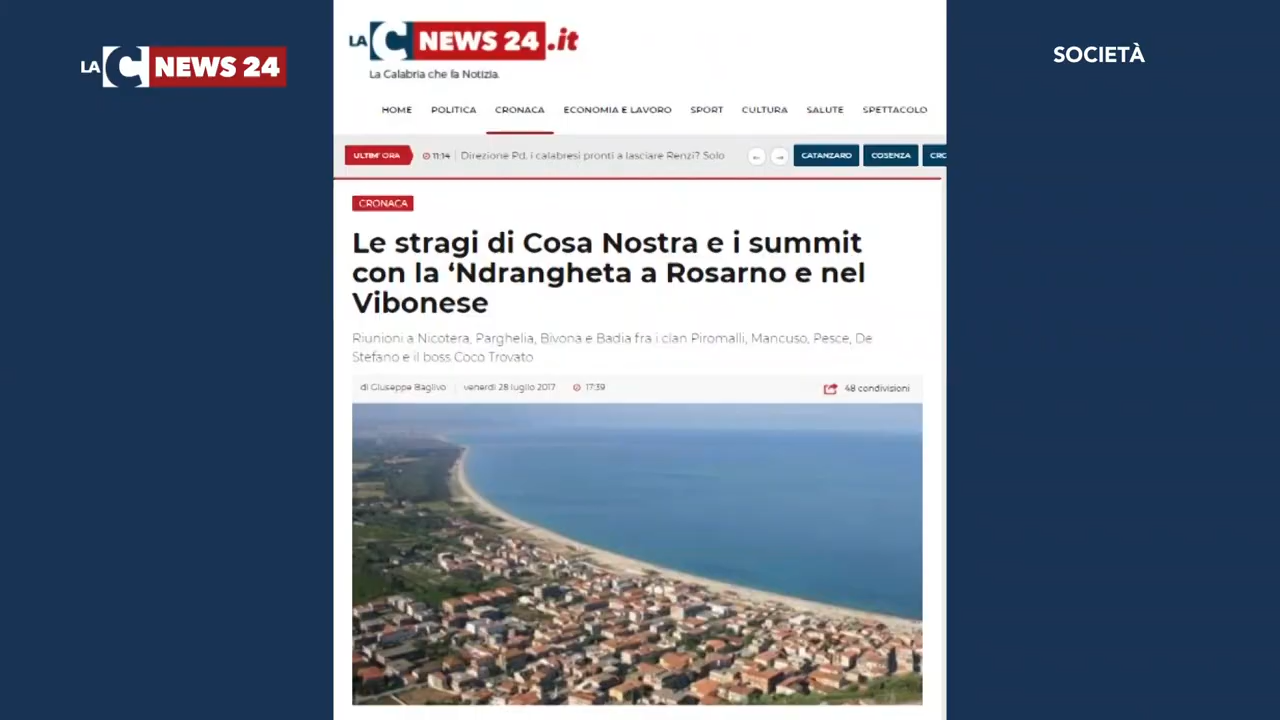 LA C NEWS 24
SOCIETÀ
LA C NEWS 24.it
La Calabria che fa Notizia.
HOME POLITICA CRONACA ECONOMIA E LAVORO SPORT CULTURA SALUTE SPETTACOLO
ULTIM' ORA 11:14 Direzione Pd, i calabresi pronti a lasciare Renzi? Solo ← → CATANZARO COSENZA CRO
CRONACA
Le stragi di Cosa Nostra e i summit
con la ‘Ndrangheta a Rosarno e nel
Vibonese
Riunioni a Nicotera, Parghelia, Bivona e Badia fra i clan Piromalli, Mancuso, Pesce, De
Stefano e il boss Coco Trovato
di Giuseppe Baglivo venerdì 28 luglio 2017 17:39 48 condivisioni